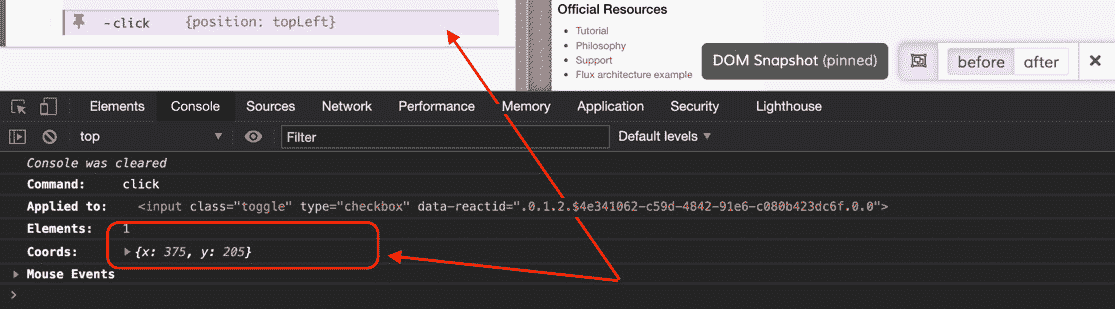 -click {position: topLeft}
Official Resources
Tutorial
Philosophy
Support
Flux architecture example
DOM Snapshot (pinned)
before after
Elements Console Sources Network Performance Memory Application Security Lighthouse
top Filter Default levels
Console was cleared
Command: click
Applied to: <input class="toggle" type="checkbox" data-reactid=".0.1.2.$4e341062-c59d-4842-91e6-c080b423dc6f.0.0">
Elements: 1
Coords: {x: 375, y: 205}
Mouse Events